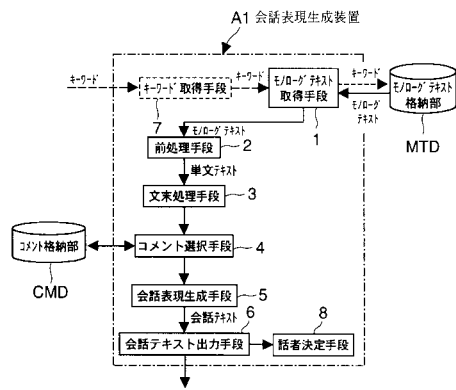 A1 会話表現生成装置
ｷｰﾜｰﾄﾞ
ｷｰﾜｰﾄﾞ取得手段
7
ﾓﾉﾛｰｸﾞﾃｷｽﾄ
取得手段
1
ｷｰﾜｰﾄﾞ
ﾓﾉﾛｰｸﾞ
ﾃｷｽﾄ
ﾓﾉﾛｰｸﾞﾃｷｽﾄ
格納部
MTD
ﾓﾉﾛｰｸﾞﾃｷｽﾄ
前処理手段
2
単文テキスト
文末処理手段
3
ｺﾒﾝﾄ格納部
CMD
コメント選択手段
4
会話表現生成手段
5
会話テキスト
6
会話テキスト出力手段
8
話者決定手段